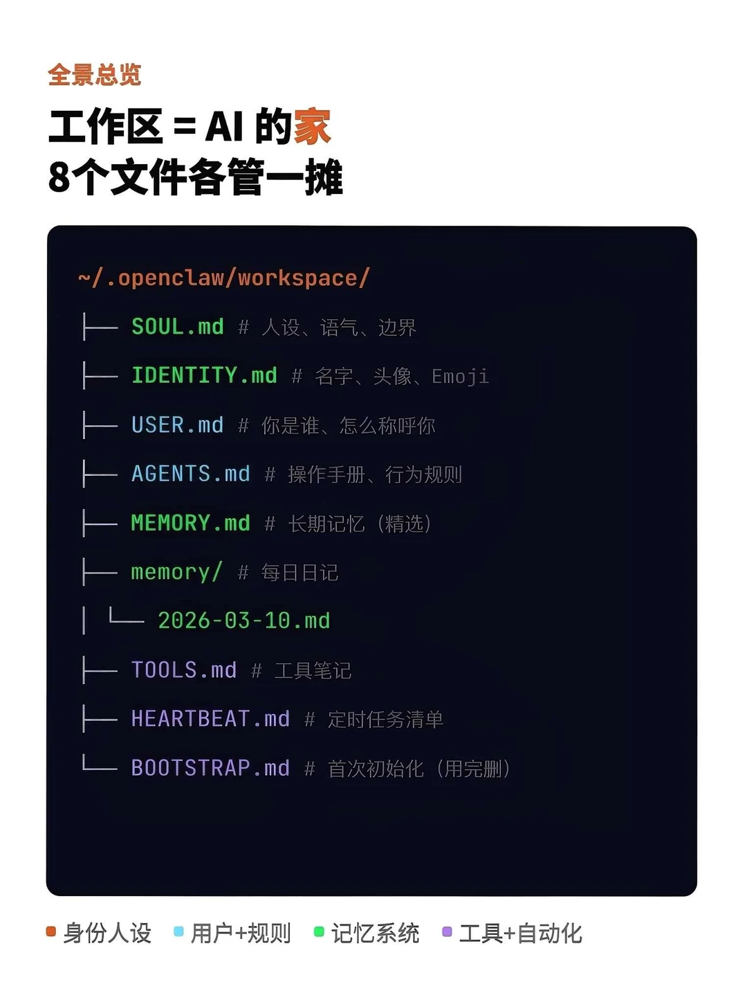 全景总览
工作区 = AI 的家
8个文件各管一摊
~/.openclaw/workspace/
├── SOUL.md # 人设、语气、边界
├── IDENTITY.md # 名字、头像、Emoji
├── USER.md # 你是谁、怎么称呼你
├── AGENTS.md # 操作手册、行为规则
├── MEMORY.md # 长期记忆（精选）
├── memory/ # 每日日记
│ └── 2026-03-10.md
├── TOOLS.md # 工具笔记
├── HEARTBEAT.md # 定时任务清单
└── BOOTSTRAP.md # 首次初始化（用完删）
身份人设 用户+规则 记忆系统 工具+自动化